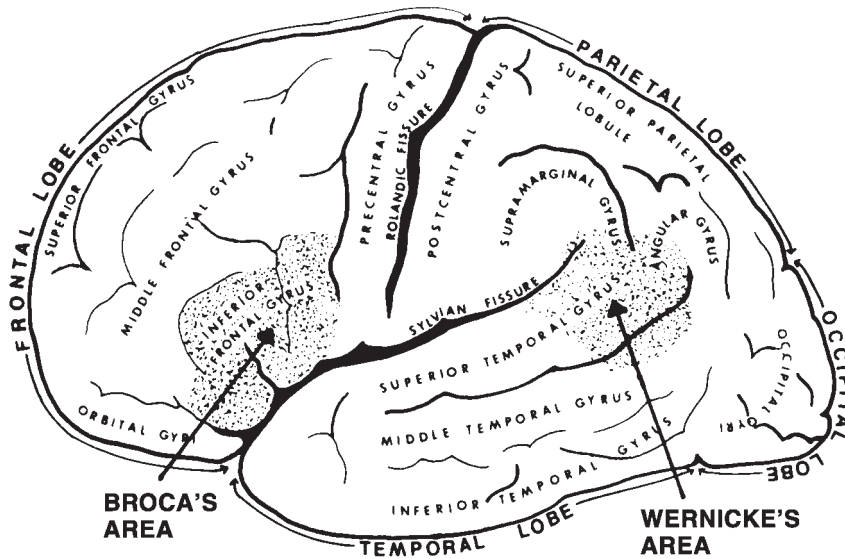 FRONTAL LOBE
PARIETAL LOBE
OCCIPITAL LOBE
TEMPORAL LOBE
SUPERIOR FRONTAL GYRUS
MIDDLE FRONTAL GYRUS
INFERIOR
FRONTAL GYRUS
ORBITAL GYRI
PRECENTRAL GYRUS
ROLANDIC FISSURE
POSTCENTRAL GYRUS
SUPERIOR PARIETAL
LOBULE
SUPRAMARGINAL GYRUS
ANGULAR GYRUS
SYLVIAN FISSURE
SUPERIOR TEMPORAL GYRUS
MIDDLE TEMPORAL GYRUS
INFERIOR TEMPORAL GYRUS
OCCIPITAL
GYRI
BROCA'S
AREA
WERNICKE'S
AREA